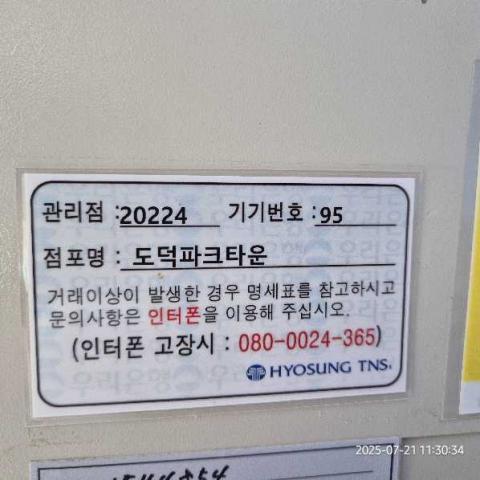 관리점 : 20224 기기번호 : 95
점포명 : 도덕파크타운
거래이상이 발생한 경우 명세표를 참고하시고
문의사항은 인터폰을 이용해 주십시오.
(인터폰 고장시 : 080-0024-365)
HYOSUNG TNS.
2025-07-21 11:30:34